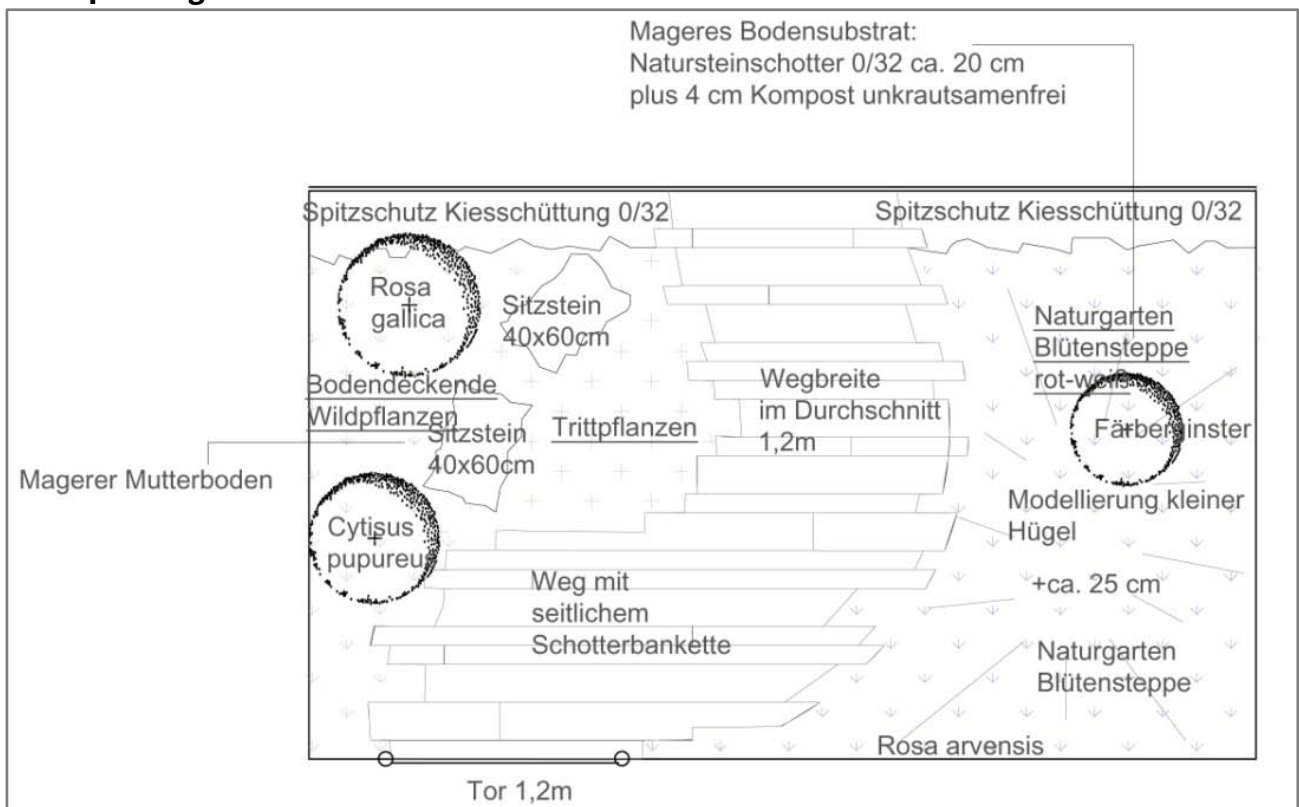 Mageres Bodensubstrat:
Natursteinschotter 0/32 ca. 20 cm
plus 4 cm Kompost unkrautsamenfrei
Spitzschutz Kiesschüttung 0/32
Spitzschutz Kiesschüttung 0/32
Rosa
gallica
Sitzstein
40x60cm
Naturgarten
Blütensteppe
rot-weiß
Bodendeckende
Wildpflanzen
Sitzstein
40x60cm
Trittpflanzen
Wegbreite
im Durchschnitt
1,2m
Färberginster
Magerer Mutterboden
Modellierung kleiner
Hügel
Cytisus
pupureus
Weg mit
seitlichem
Schotterbankette
+ca. 25 cm
Naturgarten
Blütensteppe
Rosa arvensis
Tor 1,2m